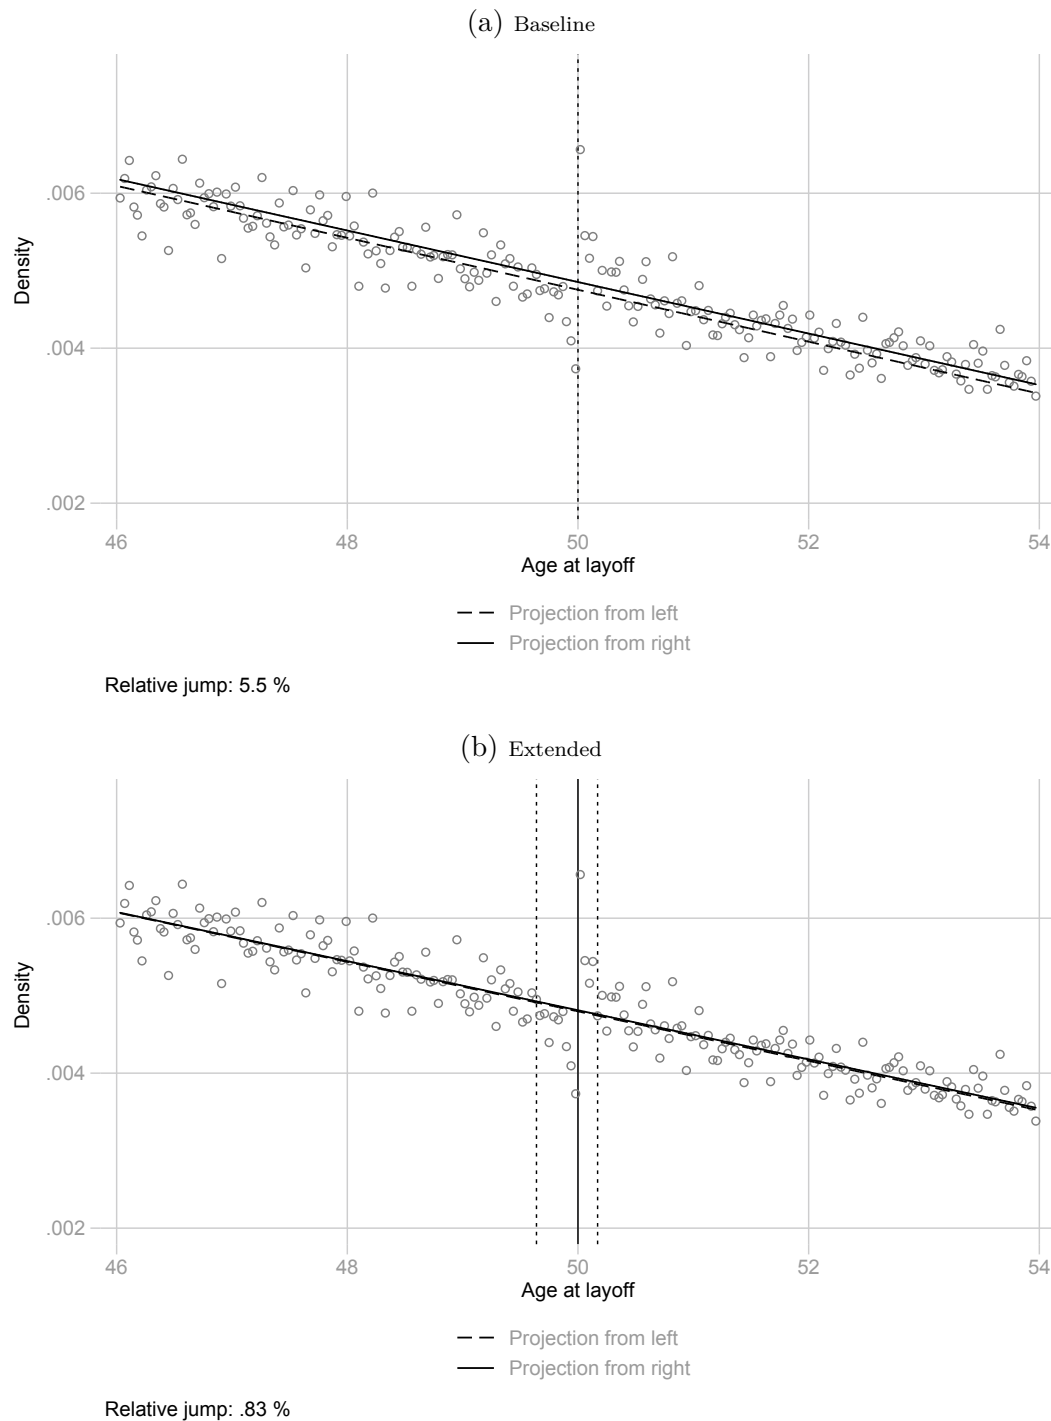 (a) Baseline
Density
.006
.004
.002
46 48 50 52 54
Age at layoff
Projection from left
Projection from right
Relative jump: 5.5 %
(b) Extended
Density
.006
.004
.002
46 48 50 52 54
Age at layoff
Projection from left
Projection from right
Relative jump: .83 %